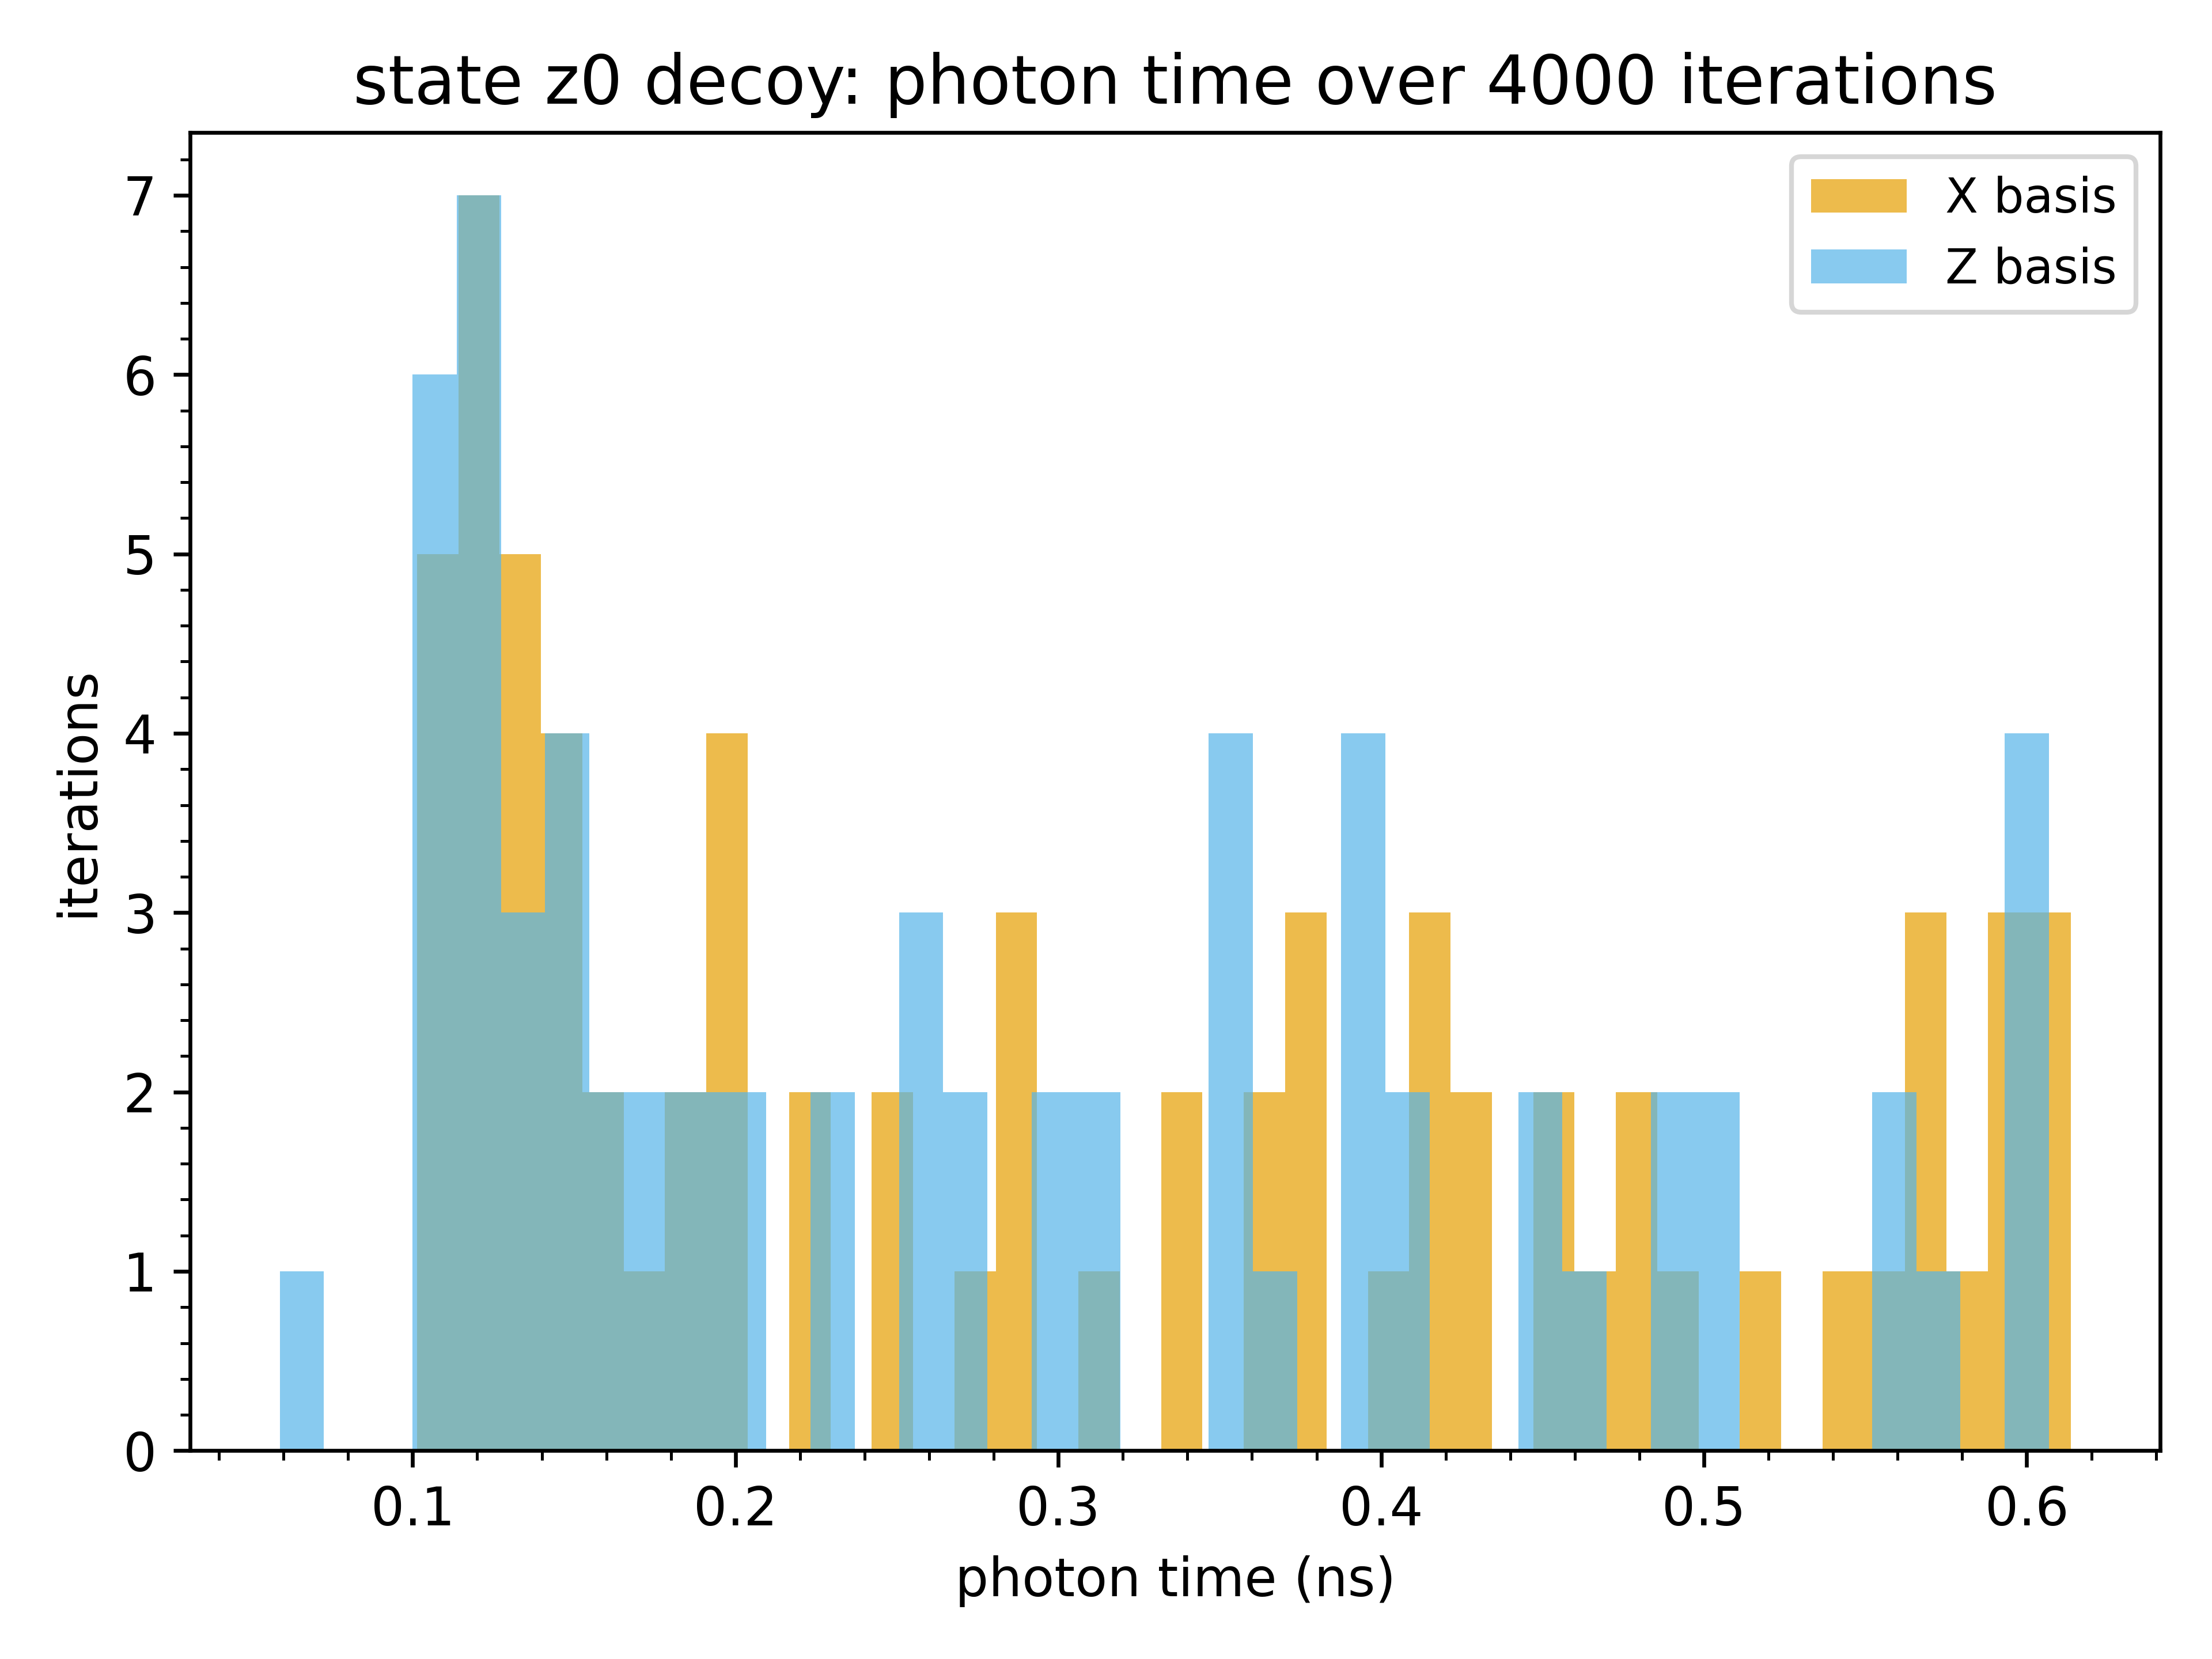 state z0 decoy: photon time over 4000 iterations
X basis
Z basis
7
6
5
4
3
2
1
0
iterations
0.1 0.2 0.3 0.4 0.5 0.6
photon time (ns)